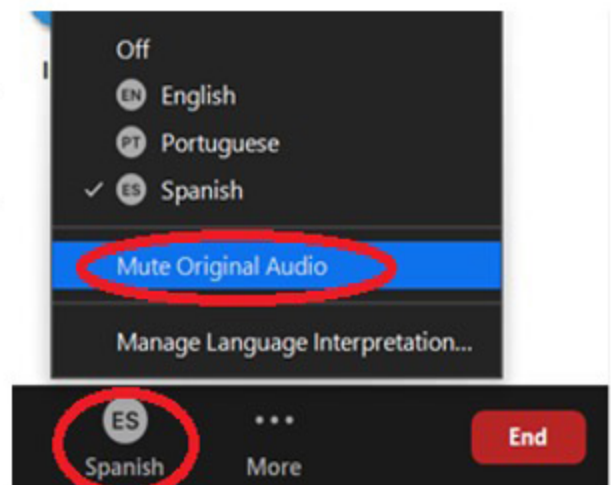 Off
EN English
PT Portuguese
ES Spanish
Mute Original Audio
Manage Language Interpretation...
ES
Spanish
More
End